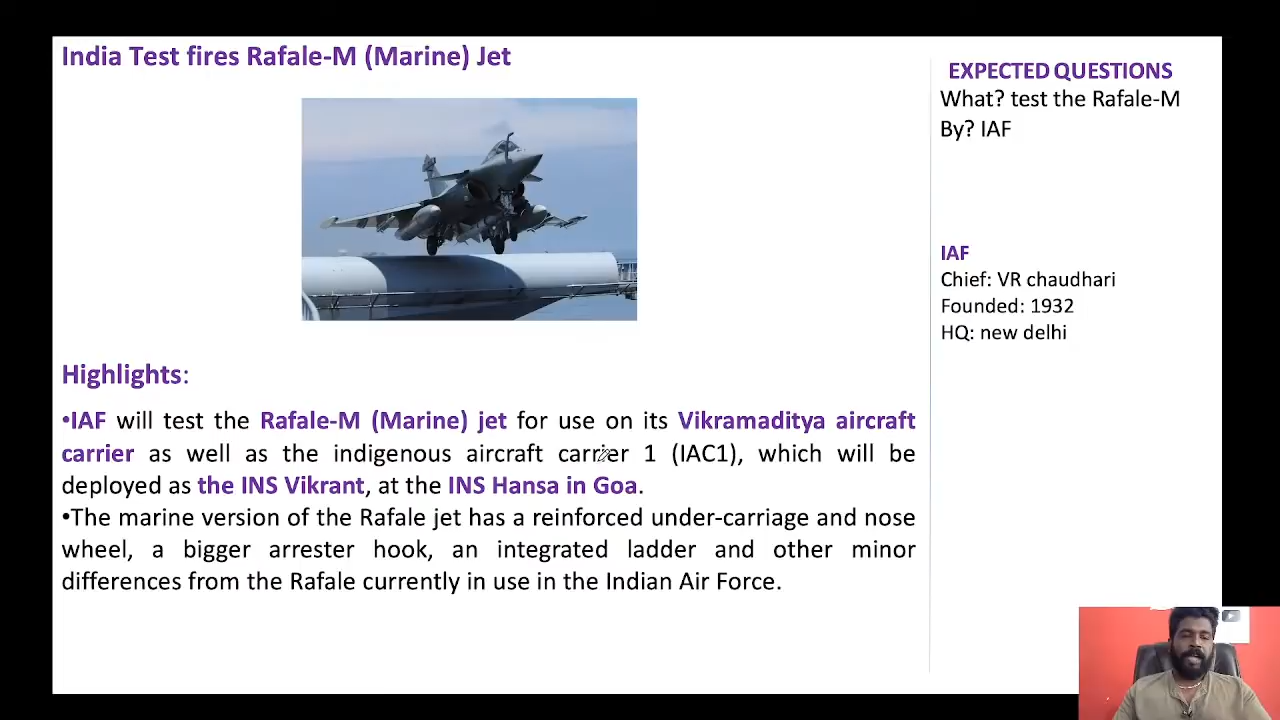 India Test fires Rafale-M (Marine) Jet
Highlights:
•IAF will test the Rafale-M (Marine) jet for use on its Vikramaditya aircraft
carrier as well as the indigenous aircraft carrier 1 (IAC1), which will be
deployed as the INS Vikrant, at the INS Hansa in Goa.
•The marine version of the Rafale jet has a reinforced under-carriage and nose
wheel, a bigger arrester hook, an integrated ladder and other minor
differences from the Rafale currently in use in the Indian Air Force.
EXPECTED QUESTIONS
What? test the Rafale-M
By? IAF
IAF
Chief: VR chaudhari
Founded: 1932
HQ: new delhi